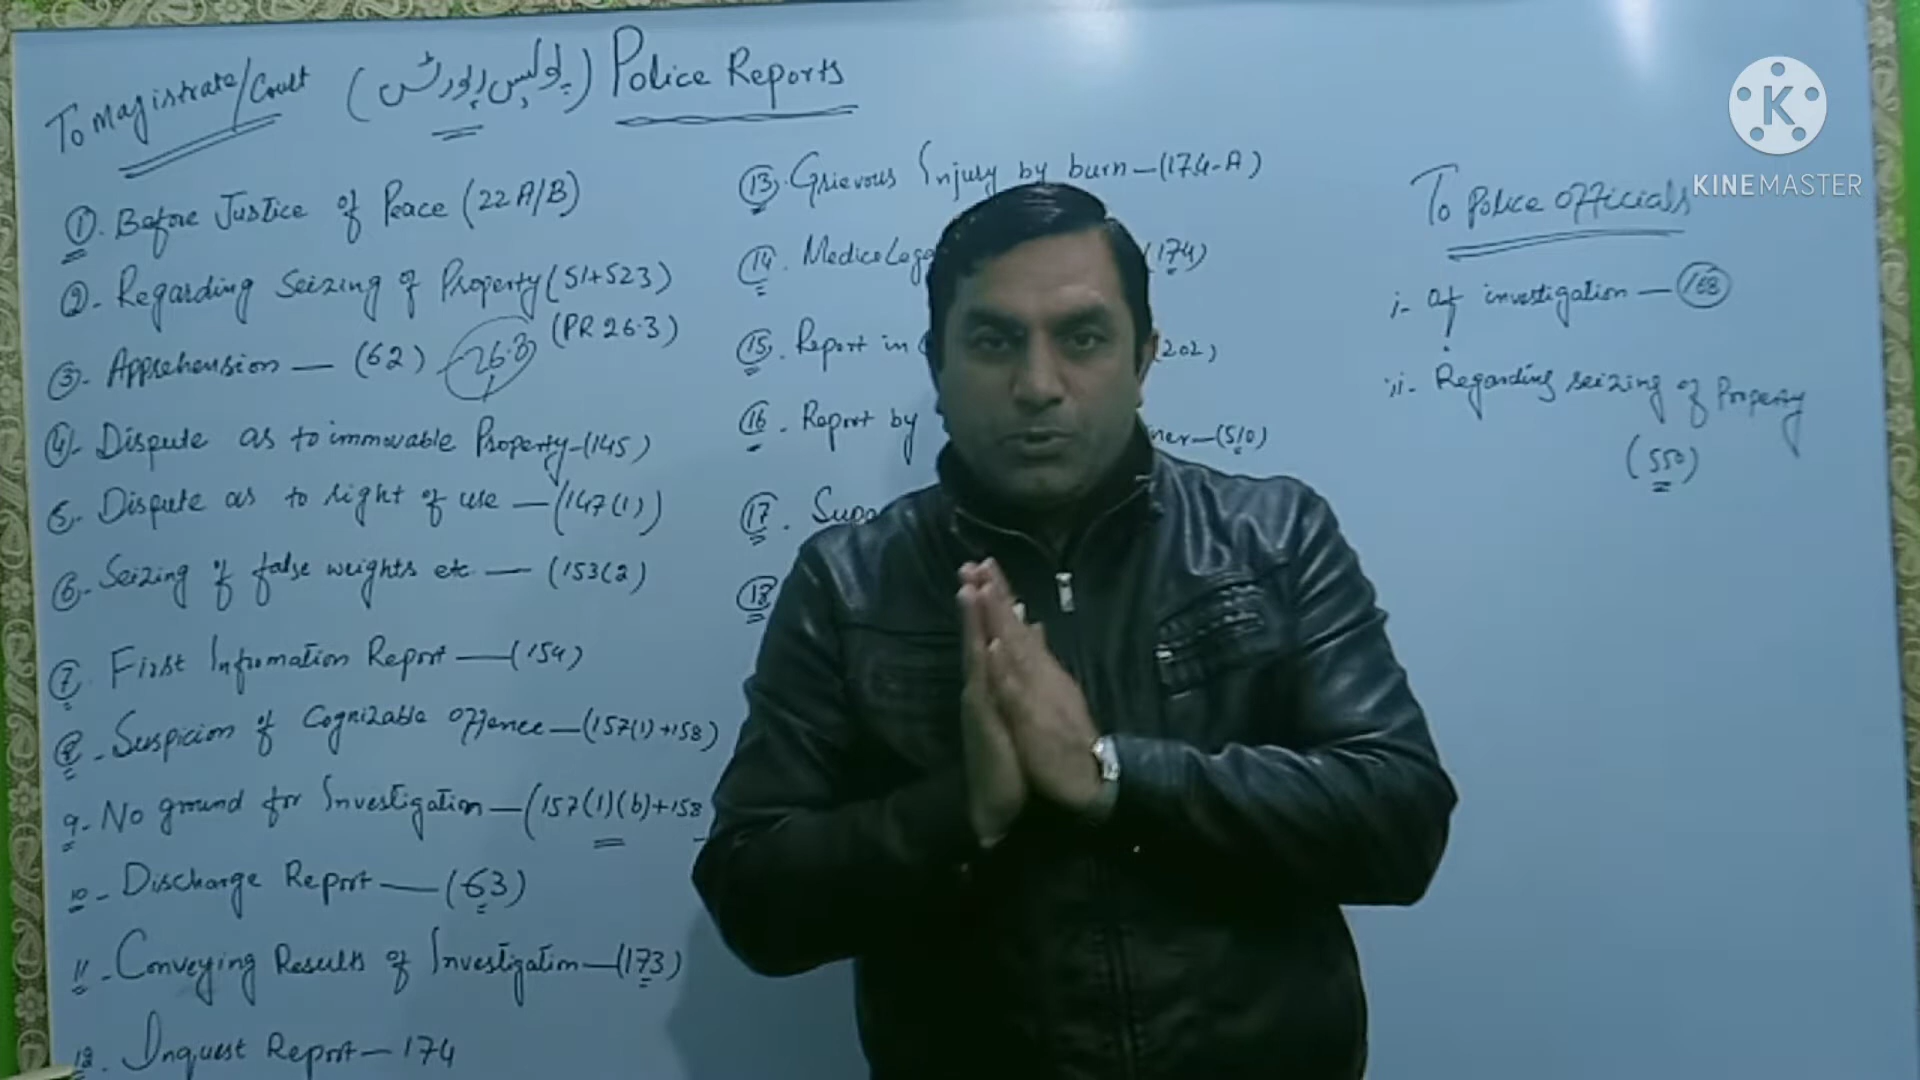 To Magistrate/Court (پولیس رپورٹس) Police Reports
1. Before Justice of Peace (22 A/B)
2- Regarding Seizing of Property (51+523)
(PR 26.3)
3- Apprehension — (62) 26.3
4- Dispute as to immovable Property-(145)
5- Dispute as to right of use — (147(1))
6- Seizing of false weights etc — (153(2)
7. First Information Report —(154)
8- Suspicion of Cognizable offence—(157(1)+158)
9- No ground for Investigation—(157(1)(b)+158
10- Discharge Report — (63)
11- Conveying Results of Investigation—(173)
12. Inquest Report — 174
13. Grievous Injury by burn—(174-A)
14. MedicoLega (174)
15. Report in (202)
16. Report by ner—(510)
17.
18
To Police officials
i- of investigation — 168
ii- Regarding seizing of Property
(550)
KINEMASTER